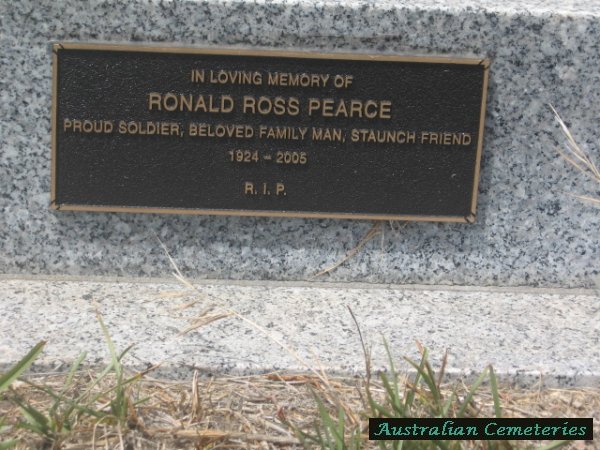 IN LOVING MEMORY OF
RONALD ROSS PEARCE
PROUD SOLDIER, BELOVED FAMILY MAN, STAUNCH FRIEND
1924 - 2005
R. I. P.
Australian Cemeteries